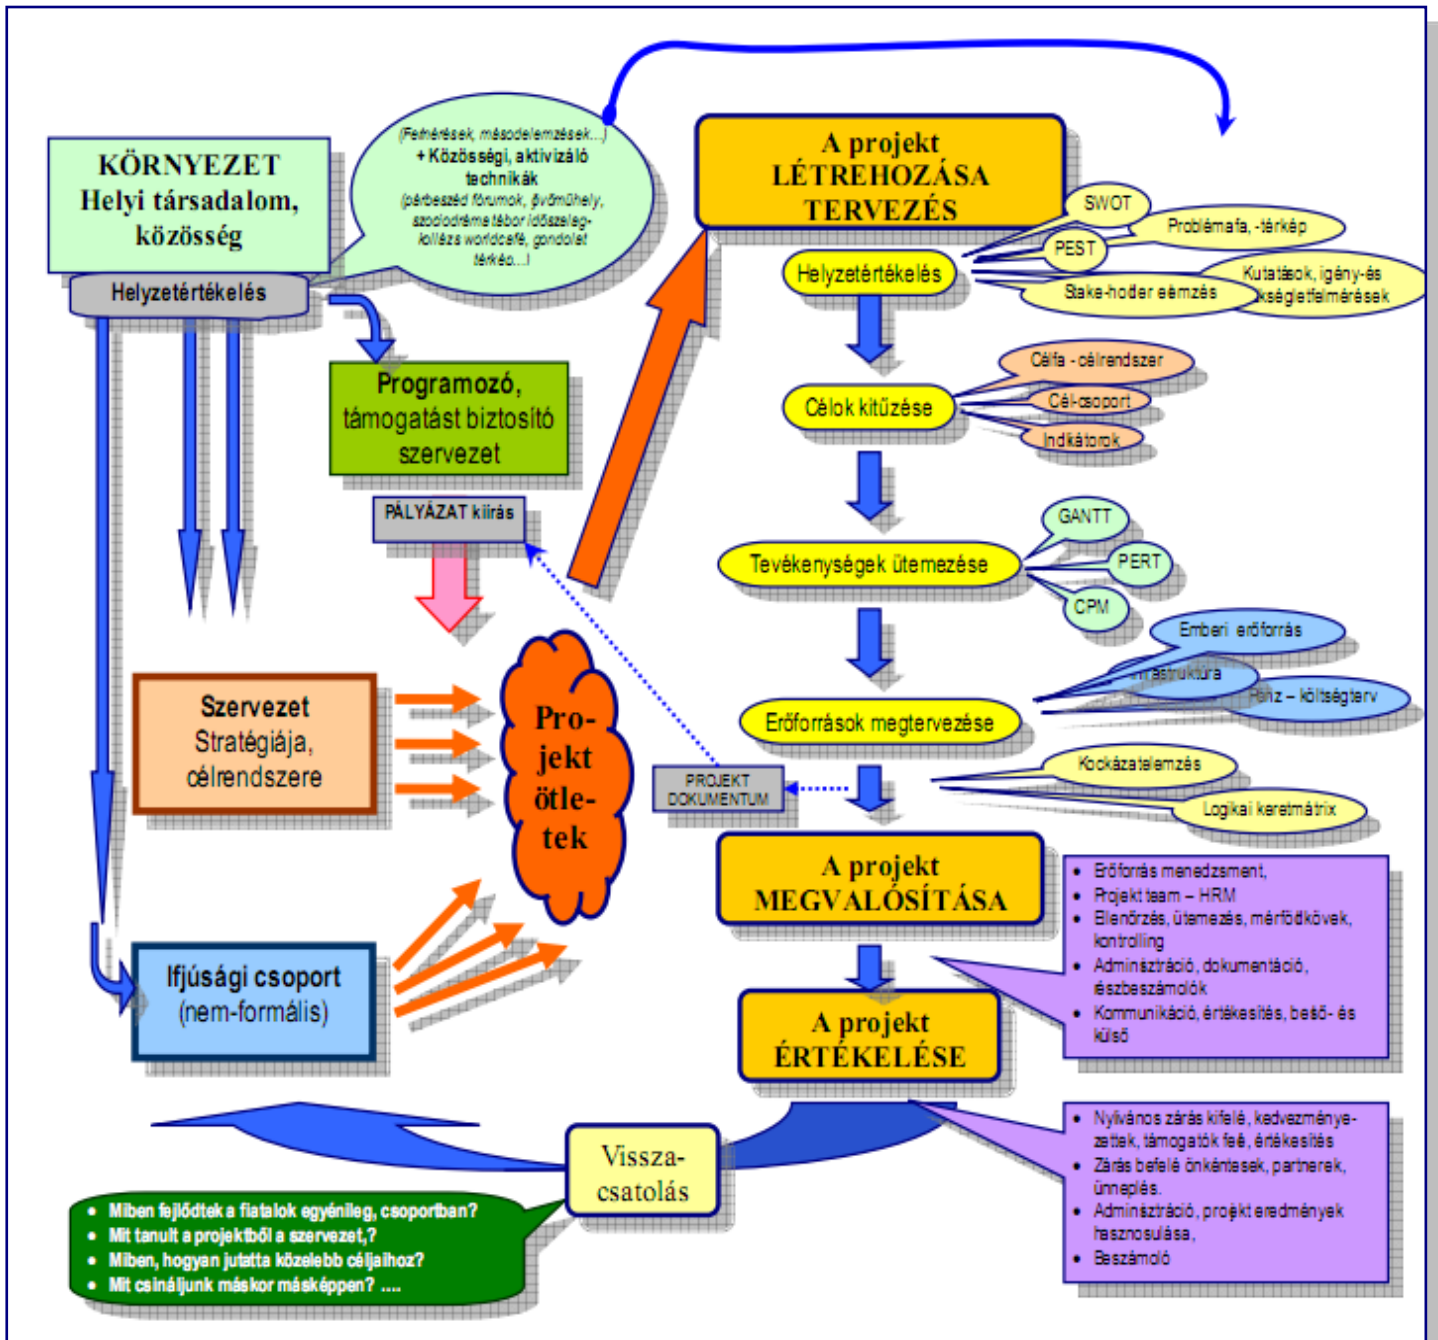 KÖRNYEZET
Helyi társadalom,
közösség
Helyzetértékelés
(Felmérések, másodelemzések...)
+ Közösségi, aktivizáló
technikák
(párbeszéd fórumok, jövőműhely,
szociodráma tábor időszalag-
kollázs worldcafé, gondolat
térkép...)
Programozó,
támogatást biztosító
szervezet
PÁLYÁZAT kiírás
Szervezet
Stratégiája,
célrendszere
Ifjúsági csoport
(nem-formális)
Pro-
jekt
ötle-
tek
A projekt
LÉTREHOZÁSA
TERVEZÉS
Helyzetértékelés
SWOT
Problémafa, -térkép
PEST
Kutatások, igény-és
Stake-holder elemzés
Célok kitűzése
Célfa - célrendszer
Cél-csoport
Indikátorok
Tevékenységek ütemezése
GANTT
PERT
CPM
Erőforrások megtervezése
Emberi erőforrás
– költségterv
PROJEKT
DOKUMENTUM
Kockázatelemzés
Logikai keretmátrix
A projekt
MEGVALÓSÍTÁSA
• Erőforrás menedzsment,
• Projekt team – HRM
• Ellenőrzés, ütemezés, mérföldkövek,
kontrolling
• Adminisztráció, dokumentáció,
részbeszámolók
• Kommunikáció, értékesítés, belső- és
külső
A projekt
ÉRTÉKELÉSE
• Nyilvános zárás kifelé, kedvezménye-
zettek, támogatók felé, értékesítés
• Zárás befelé önkéntesek, partnerek,
ünneplés.
• Adminisztráció, projekt eredmények
hasznosulása,
• Beszámoló
Vissza-
csatolás
• Miben fejlődtek a fiatalok egyénileg, csoportban?
• Mit tanult a projektből a szervezet,?
• Miben, hogyan jutatta közelebb céljaihoz?
• Mit csináljunk máskor másképpen? ....